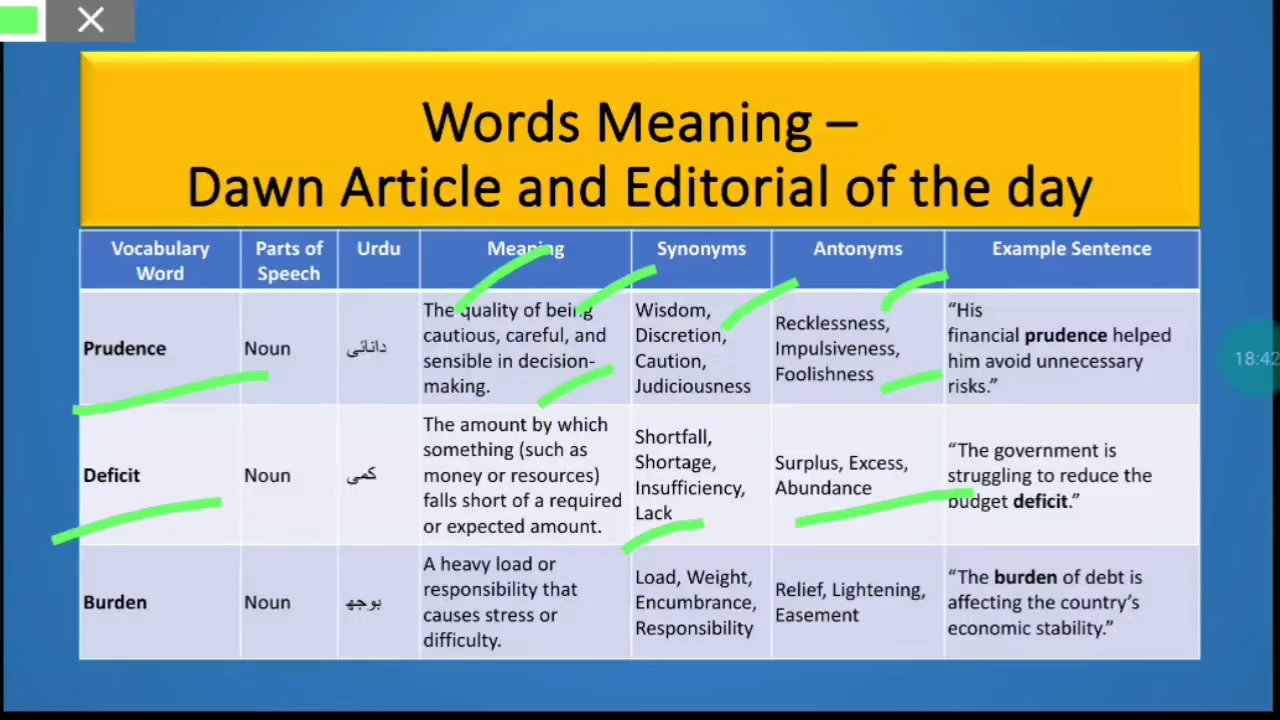 Words Meaning –
Dawn Article and Editorial of the day
Vocabulary Word
Parts of Speech
Urdu
Meaning
Synonyms
Antonyms
Example Sentence
Prudence
Noun
دانائی
The quality of being
cautious, careful, and
sensible in decision-
making.
Wisdom,
Discretion,
Caution,
Judiciousness
Recklessness,
Impulsiveness,
Foolishness
“His
financial prudence helped
him avoid unnecessary
risks.”
Deficit
Noun
کمی
The amount by which
something (such as
money or resources)
falls short of a required
or expected amount.
Shortfall,
Shortage,
Insufficiency,
Lack
Surplus, Excess,
Abundance
“The government is
struggling to reduce the
budget deficit.”
Burden
Noun
بوجھ
A heavy load or
responsibility that
causes stress or
difficulty.
Load, Weight,
Encumbrance,
Responsibility
Relief, Lightening,
Easement
“The burden of debt is
affecting the country’s
economic stability.”
18:42